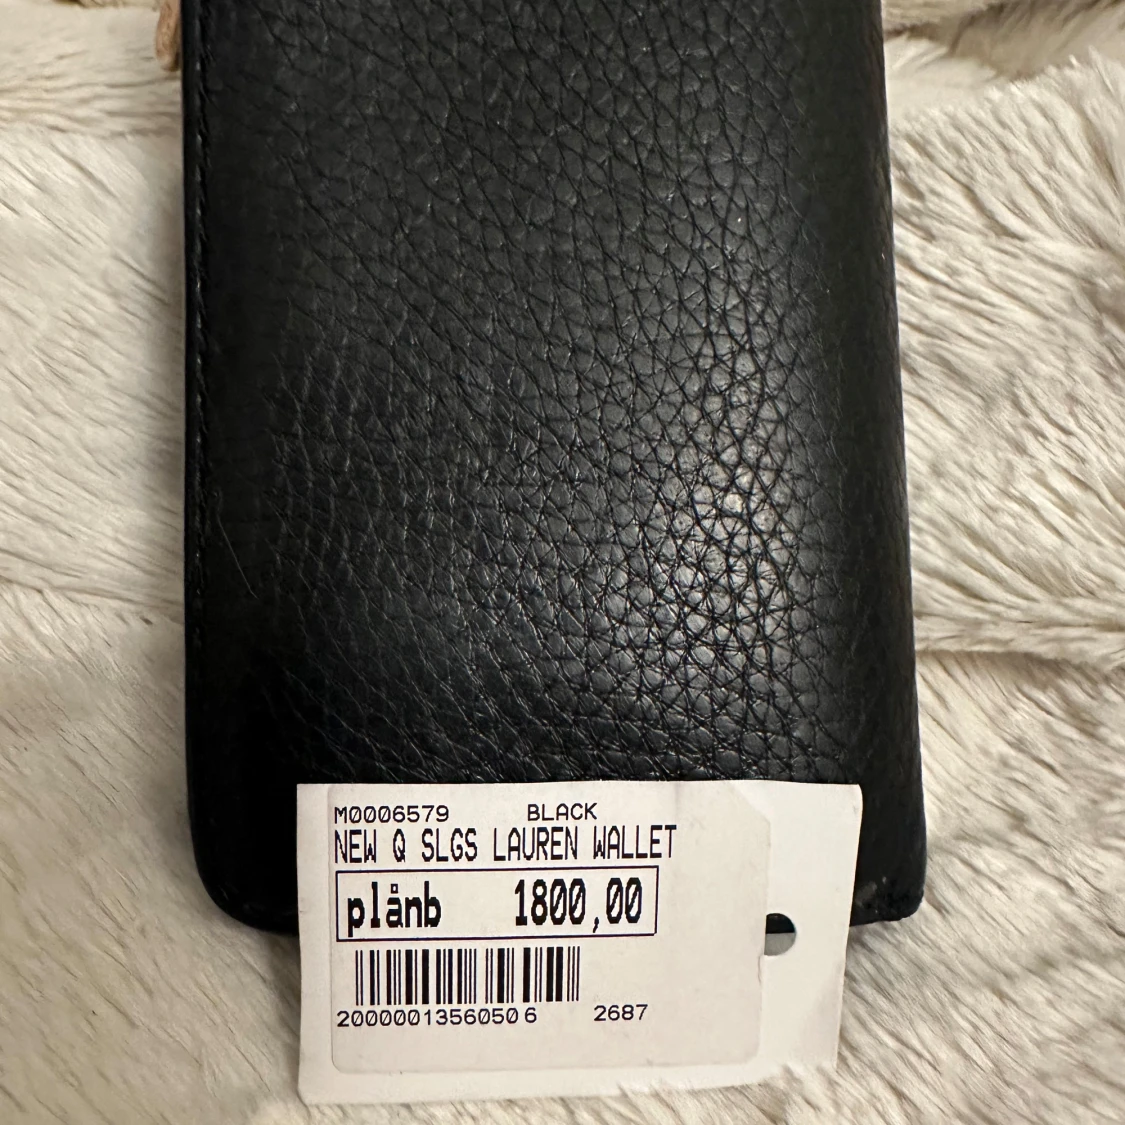 M0006579 BLACK
NEW Q SLGS LAUREN WALLET
plånb 1800,00
2000001356050 6 2687